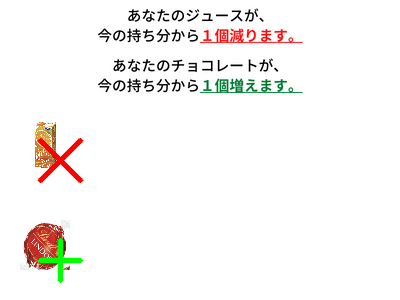 あなたのジュースが、
今の持ち分から１個減ります。
あなたのチョコレートが、
今の持ち分から１個増えます。
LINDT